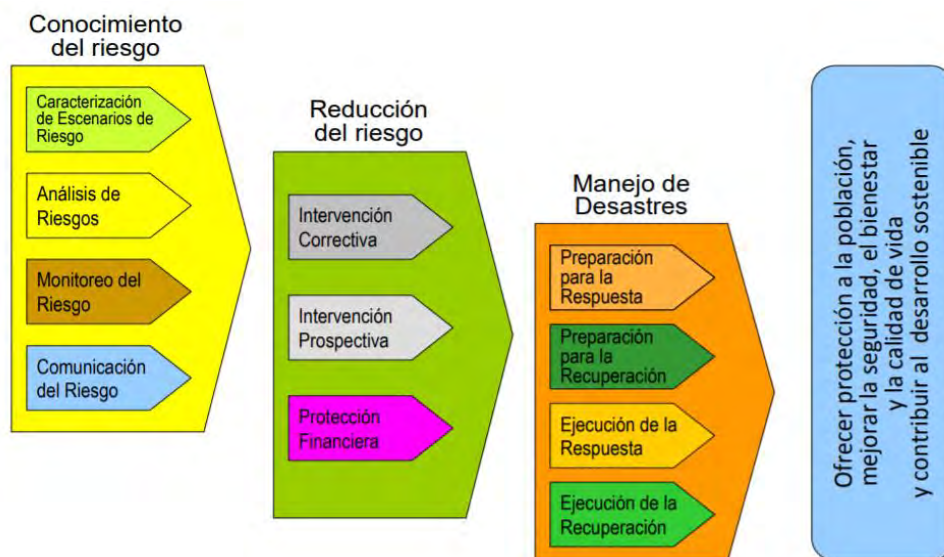 Conocimiento
del riesgo
Caracterización
de Escenarios de
Riesgo
Análisis de
Riesgos
Monitoreo del
Riesgo
Comunicación
del Riesgo
Reducción
del riesgo
Intervención
Correctiva
Intervención
Prospectiva
Protección
Financiera
Manejo de
Desastres
Preparación
para la
Respuesta
Preparación
para la
Recuperación
Ejecución de la
Respuesta
Ejecución de la
Recuperación
Ofrecer protección a la población,
mejorar la seguridad, el bienestar
y la calidad de vida
y contribuir al desarrollo sostenible